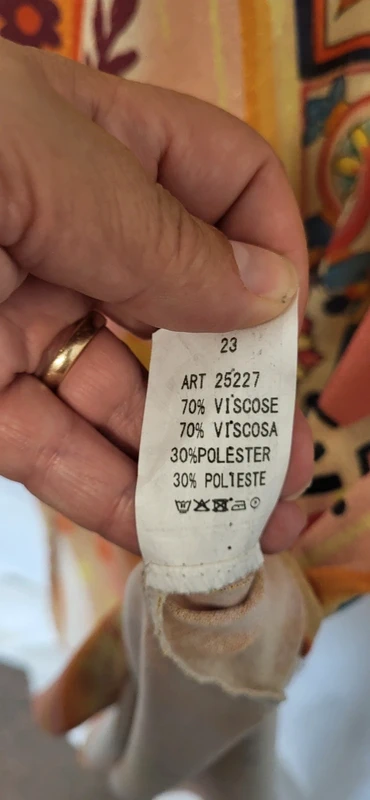 23
ART 25227
70% VISCOSE
70% VISCOSA
30%POLESTER
30% POLIESTE